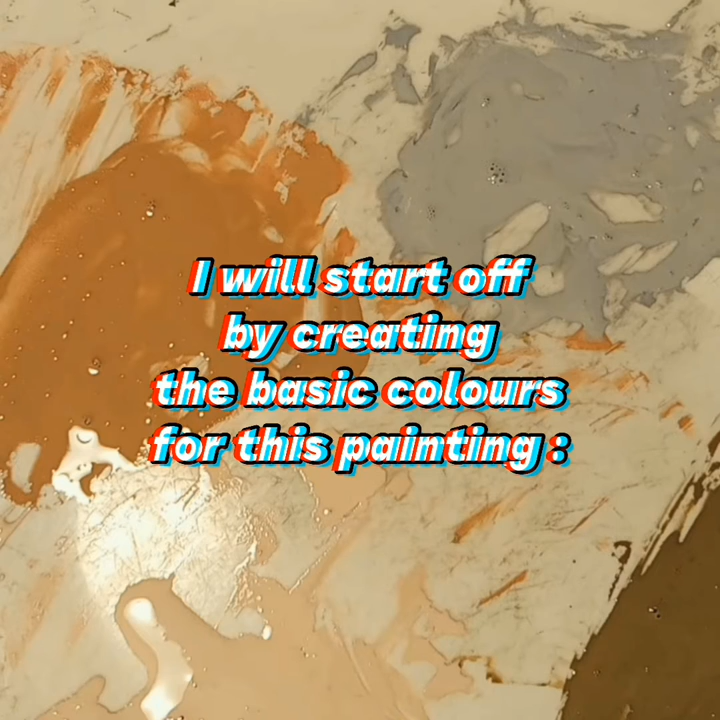 I will start off
by creating
the basic colours
for this painting :